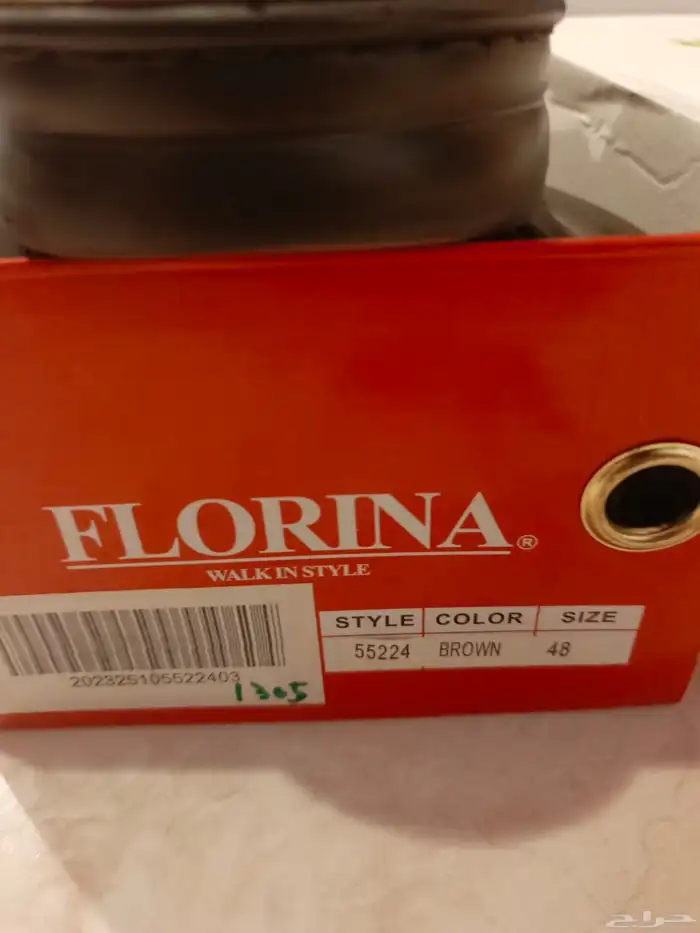 FLORINA®
WALK IN STYLE
STYLE COLOR SIZE
55224 BROWN 48
202325105522403
1305
حراج